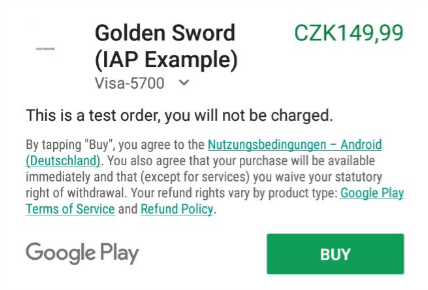 Golden Sword
(IAP Example)
CZK149,99
Visa-5700
This is a test order, you will not be charged.
By tapping "Buy", you agree to the Nutzungsbedingungen – Android
(Deutschland). You also agree that your purchase will be available
immediately and that (except for services) you waive your statutory
right of withdrawal. Your refund rights vary by product type: Google Play
Terms of Service and Refund Policy.
Google Play
BUY